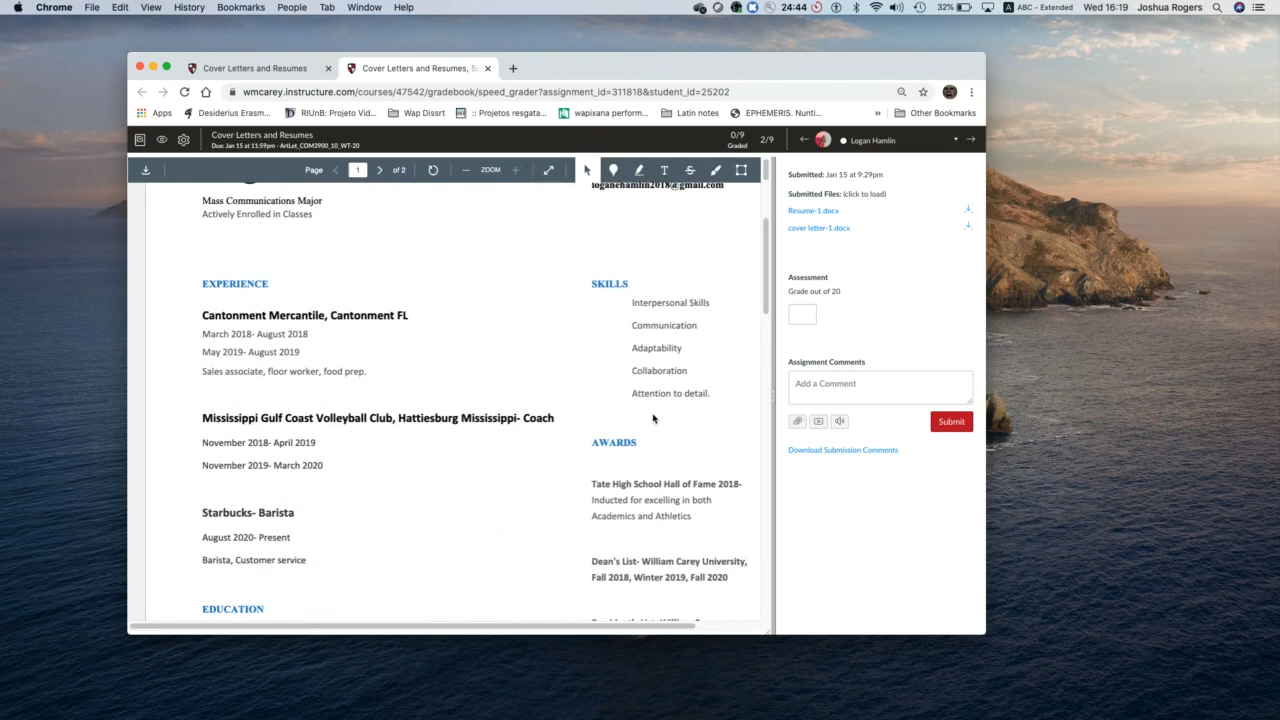 Chrome File Edit View History Bookmarks People Tab Window Help
24:44 32% A ABC - Extended Wed 16:19 Joshua Rogers
Cover Letters and Resumes
Cover Letters and Resumes, S
wmcarey.instructure.com/courses/47542/gradebook/speed_grader?assignment_id=311818&student_id=25202
Apps Desiderius Erasm... RIUnB: Projeto Vid... Wap Dissrt :: Projetos resgata... wapixana perform... Latin notes EPHEMERIS. Nunti... » Other Bookmarks
Cover Letters and Resumes
Due: Jan 15 at 11:59pm - ArtLet_COM3900_10_WT-20
0/9
Graded
2/9
Logan Hamlin
Page 1 of 2 ZOOM
loganehamlin2018@gmail.com
Mass Communications Major
Actively Enrolled in Classes
EXPERIENCE
Cantonment Mercantile, Cantonment FL
March 2018- August 2018
May 2019- August 2019
Sales associate, floor worker, food prep.
Mississippi Gulf Coast Volleyball Club, Hattiesburg Mississippi- Coach
November 2018- April 2019
November 2019- March 2020
Starbucks- Barista
August 2020- Present
Barista, Customer service
EDUCATION
SKILLS
Interpersonal Skills
Communication
Adaptability
Collaboration
Attention to detail.
AWARDS
Tate High School Hall of Fame 2018-
Inducted for excelling in both
Academics and Athletics
Dean's List- William Carey University,
Fall 2018, Winter 2019, Fall 2020
Submitted: Jan 15 at 9:29pm
Submitted Files: (click to load)
Resume-1.docx
cover letter-1.docx
Assessment
Grade out of 20
Assignment Comments
Add a Comment
Submit
Download Submission Comments